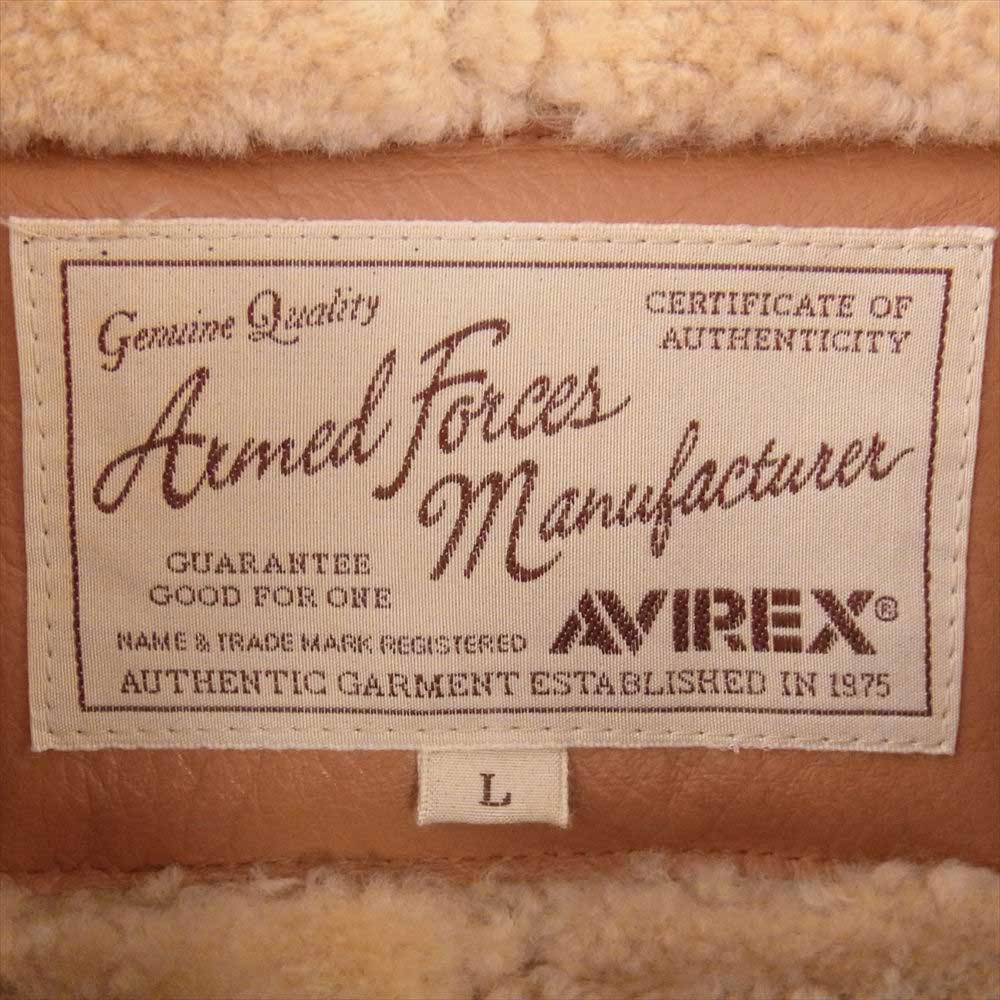 Genuine Quality
CERTIFICATE OF
AUTHENTICITY
Armed Forces
Manufacturer
GUARANTEE
GOOD FOR ONE
NAME & TRADE MARK REGISTERED
AVIREX®
AUTHENTIC GARMENT ESTABLISHED IN 1975
L